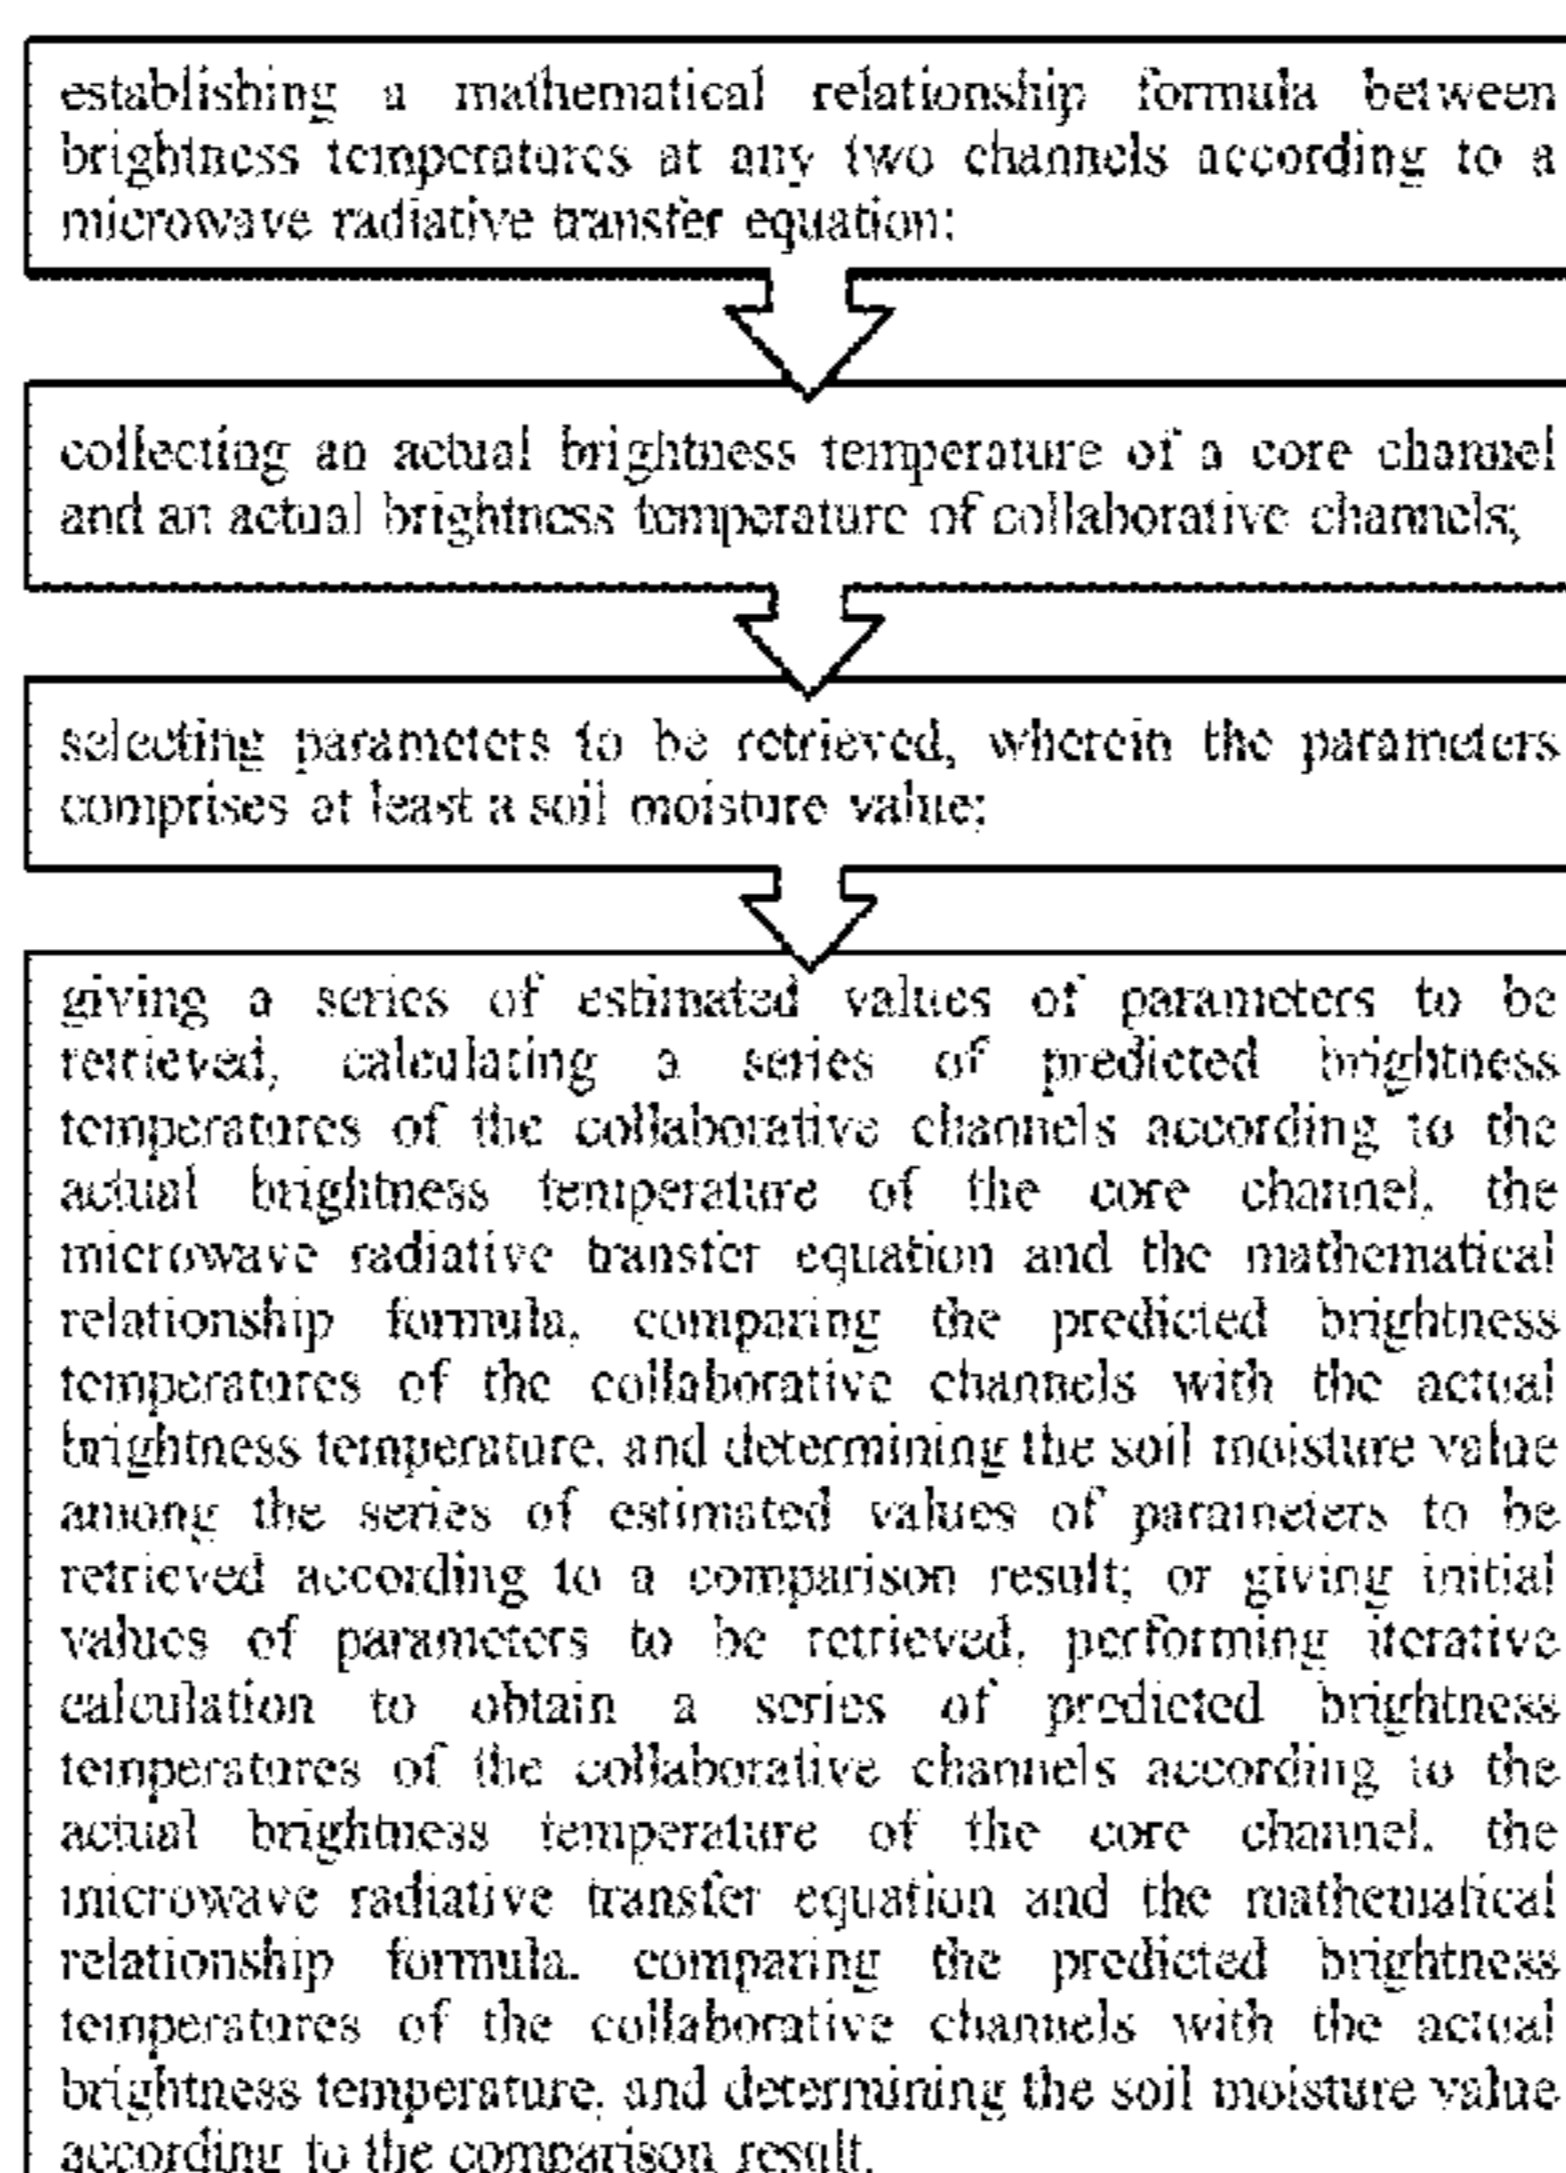 establishing a mathematical relationship formula between
brightness temperatures at any two channels according to a
microwave radiative transfer equation;
collecting an actual brightness temperature of a core channel
and an actual brightness temperature of collaborative channels;
selecting parameters to be retrieved, wherein the parameters
comprises at least a soil moisture value;
giving a series of estimated values of parameters to be
retrieved, calculating a series of predicted brightness
temperatures of the collaborative channels according to the
actual brightness temperature of the core channel, the
microwave radiative transfer equation and the mathematical
relationship formula, comparing the predicted brightness
temperatures of the collaborative channels with the actual
brightness temperature, and determining the soil moisture value
among the series of estimated values of parameters to be
retrieved according to a comparison result; or giving initial
values of parameters to be retrieved, performing iterative
calculation to obtain a series of predicted brightness
temperatures of the collaborative channels according to the
actual brightness temperature of the core channel, the
microwave radiative transfer equation and the mathematical
relationship formula, comparing the predicted brightness
temperatures of the collaborative channels with the actual
brightness temperature, and determining the soil moisture value
according to the comparison result.